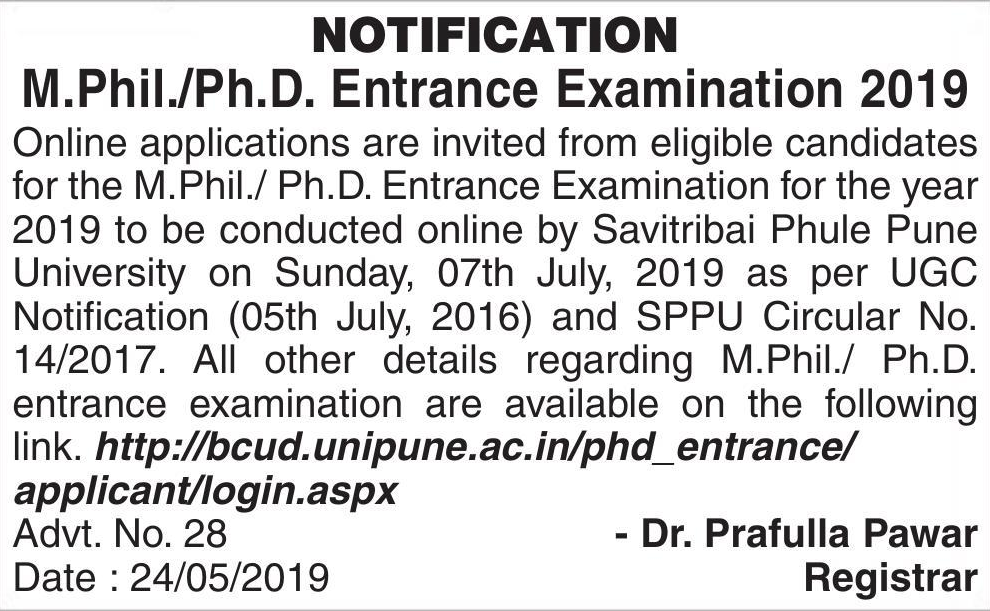 NOTIFICATION
M.Phil./Ph.D. Entrance Examination 2019
Online applications are invited from eligible candidates
for the M.Phil./ Ph.D. Entrance Examination for the year
2019 to be conducted online by Savitribai Phule Pune
University on Sunday, 07th July, 2019 as per UGC
Notification (05th July, 2016) and SPPU Circular No.
14/2017. All other details regarding M.Phil./ Ph.D.
entrance examination are available on the following
link. http://bcud.unipune.ac.in/phd_entrance/
applicant/login.aspx
Advt. No. 28 - Dr. Prafulla Pawar
Date : 24/05/2019 Registrar